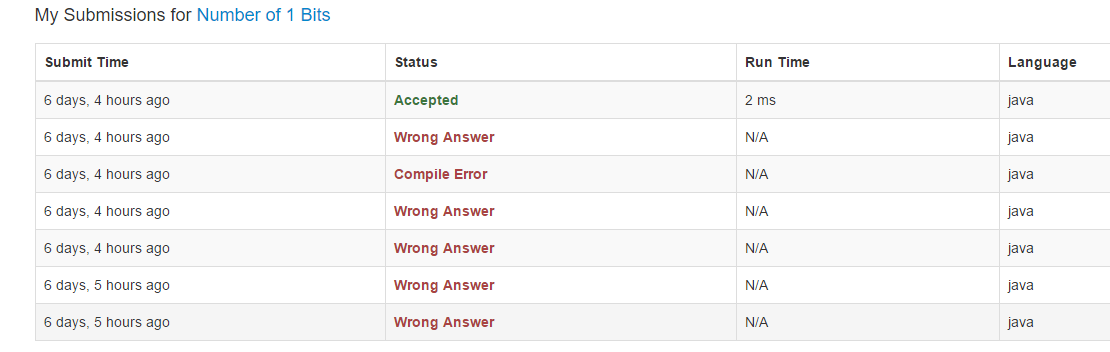 My Submissions for Number of 1 Bits
Submit Time Status Run Time Language
6 days, 4 hours ago Accepted 2 ms java
6 days, 4 hours ago Wrong Answer N/A java
6 days, 4 hours ago Compile Error N/A java
6 days, 4 hours ago Wrong Answer N/A java
6 days, 4 hours ago Wrong Answer N/A java
6 days, 5 hours ago Wrong Answer N/A java
6 days, 5 hours ago Wrong Answer N/A java